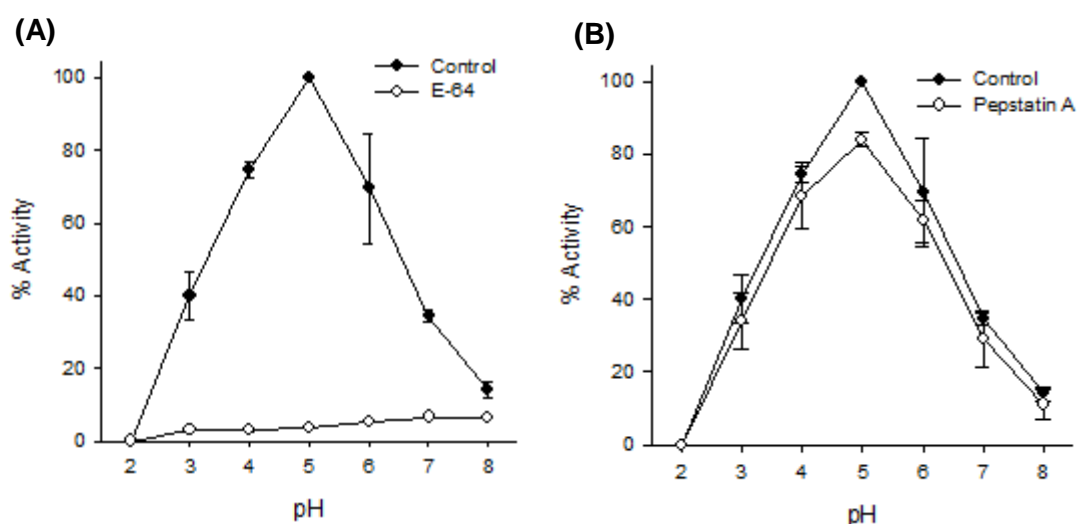 (A)
Control
E-64
100
80
60
40
20
0
% Activity
2 3 4 5 6 7 8
pH
(B)
Control
Pepstatin A
100
80
60
40
20
0
% Activity
2 3 4 5 6 7 8
pH